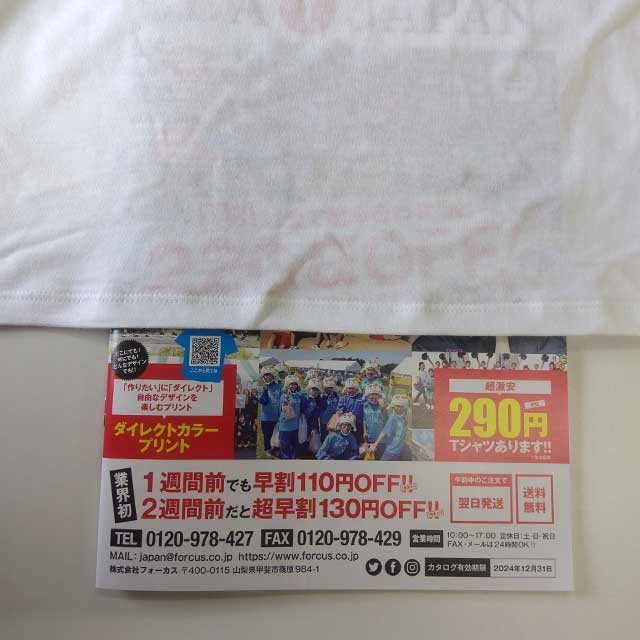 どこにでも!
何にでも!
どんなデザイン
でも!!
ここから見てね
「作りたい」に「ダイレクト」
自由なデザインを
楽しむプリント
ダイレクトカラー
プリント
超激安
290円
Tシャツあります!!
業界初
1週間前でも早割110円OFF!!
2週間前だと超早割130円OFF!!
午前中のご注文で
翌日発送
送料無料
TEL 0120-978-427 FAX 0120-978-429 営業時間 10:00~17:00 定休日:土・日・祝日
FAX・メールは24時間OK!!
MAIL: japan@forcus.co.jp https://www.forcus.co.jp
株式会社フォーカス 〒400-0115 山梨県甲斐市篠原984-1
カタログ有効期限 2024年12月31日